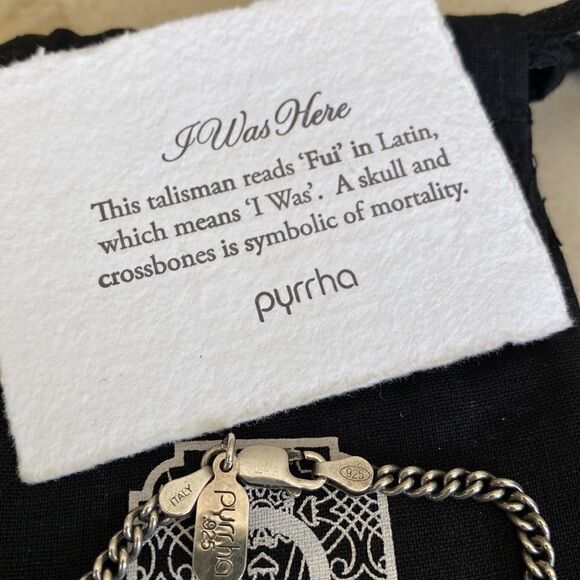 I Was Here
This talisman reads 'Fui' in Latin,
which means 'I Was'. A skull and
crossbones is symbolic of mortality.
pyrrha
ITALY
pyrrha
.925
925